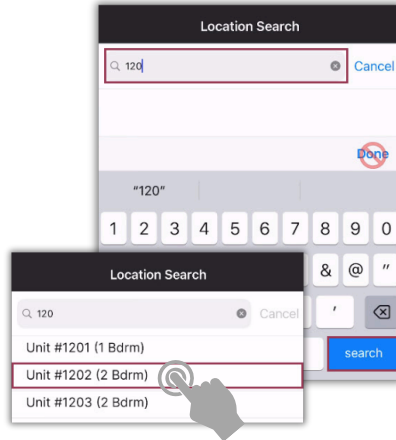 Location Search
120
Cancel
Done
"120"
1 2 3 4 5 6 7 8 9 0
& @ "
'
search
Location Search
120
Cancel
Unit #1201 (1 Bdrm)
Unit #1202 (2 Bdrm)
Unit #1203 (2 Bdrm)